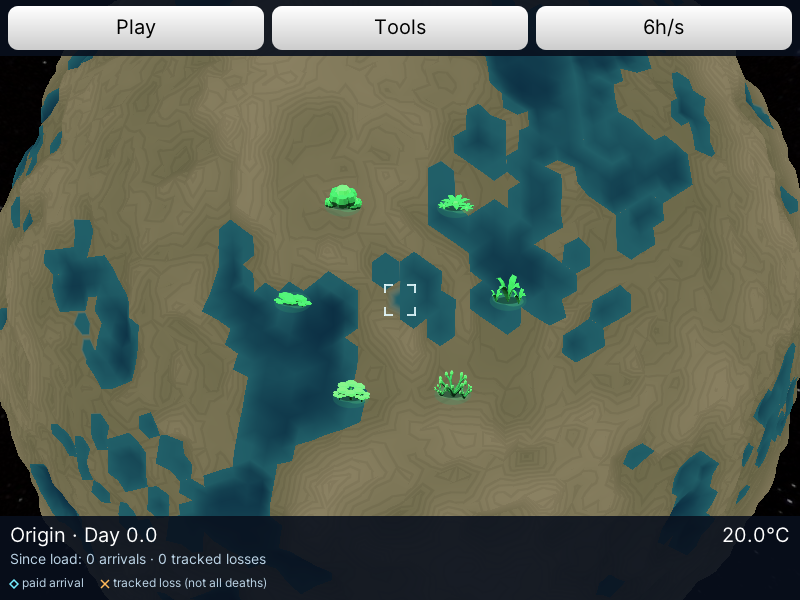 Play
Tools
6h/s
Origin · Day 0.0
20.0°C
Since load: 0 arrivals · 0 tracked losses
paid arrival
tracked loss (not all deaths)